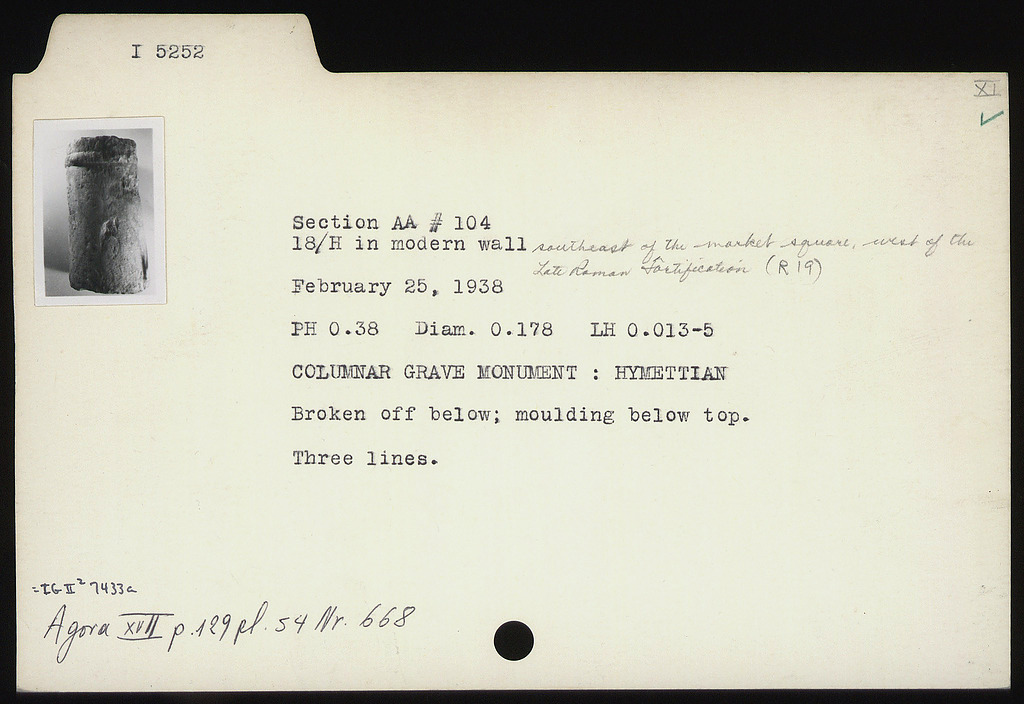 I 5252
XI
Section AA # 104
18/H in modern wall southeast of the market square, west of the
Late Roman Fortification (R 19)
February 25, 1938
PH 0.38 Diam. 0.178 LH 0.013-5
COLUMNAR GRAVE MONUMENT : HYMETTIAN
Broken off below; moulding below top.
Three lines.
=IG II² 7433a
Agora XVII p. 129 pl. 54 Nr. 668